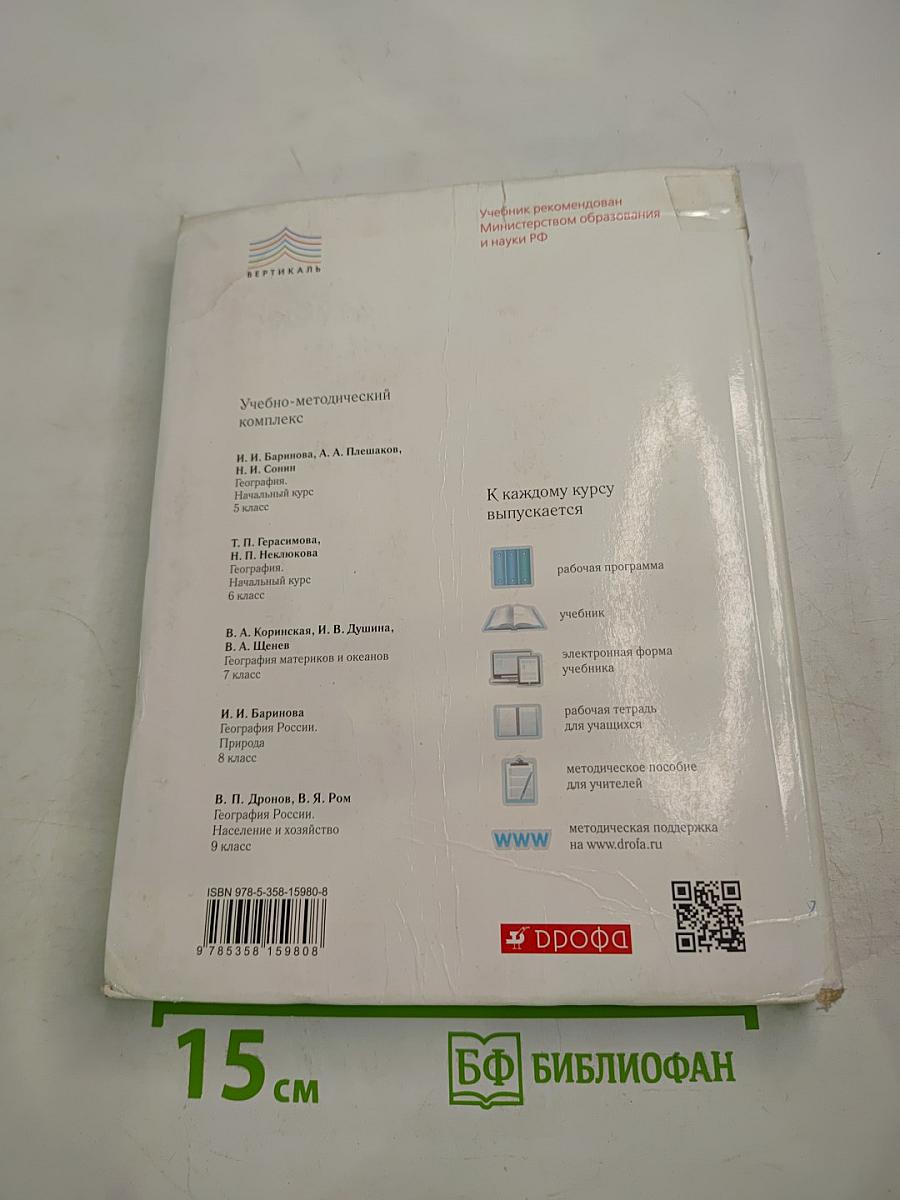 ВЕРТИКАЛЬ
Учебник рекомендован
Министерством образования
и науки РФ
Учебно-методический
комплекс
И. И. Баринова, А. А. Плешаков,
Н. И. Сонин
География.
Начальный курс
5 класс
Т. П. Герасимова,
Н. П. Неклюкова
География.
Начальный курс
6 класс
В. А. Коринская, И. В. Душина,
В. А. Щенев
География материков и океанов
7 класс
И. И. Баринова
География России.
Природа
8 класс
В. П. Дронов, В. Я. Ром
География России.
Население и хозяйство
9 класс
К каждому курсу
выпускается
рабочая программа
учебник
электронная форма
учебника
рабочая тетрадь
для учащихся
методическое пособие
для учителей
www
методическая поддержка
на www.drofa.ru
ISBN 978-5-358-15980-8
9 785358 159808
дрофа
15 см
БФ БИБЛИОФАН